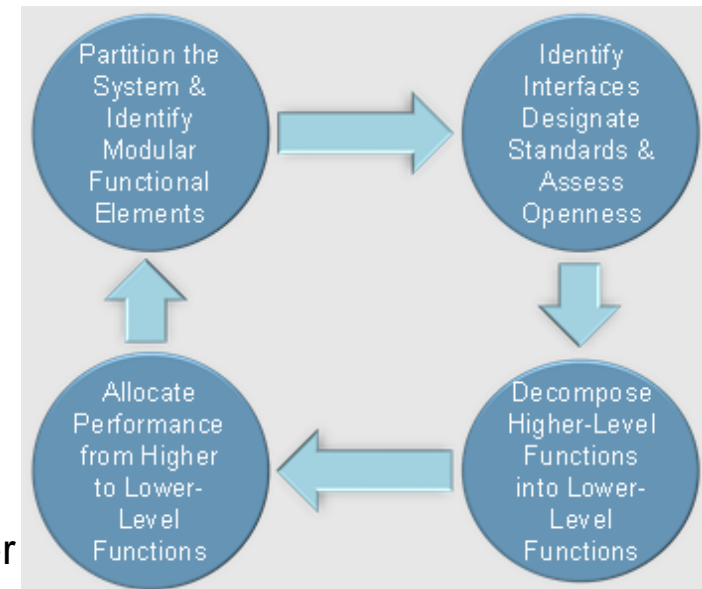 Partition the
System &
Identify
Modular
Functional
Elements
Identify
Interfaces
Designate
Standards &
Assess
Openness
Decompose
Higher-Level
Functions
into Lower-
Level
Functions
Allocate
Performance
from Higher
to Lower-
Level
Functions
r